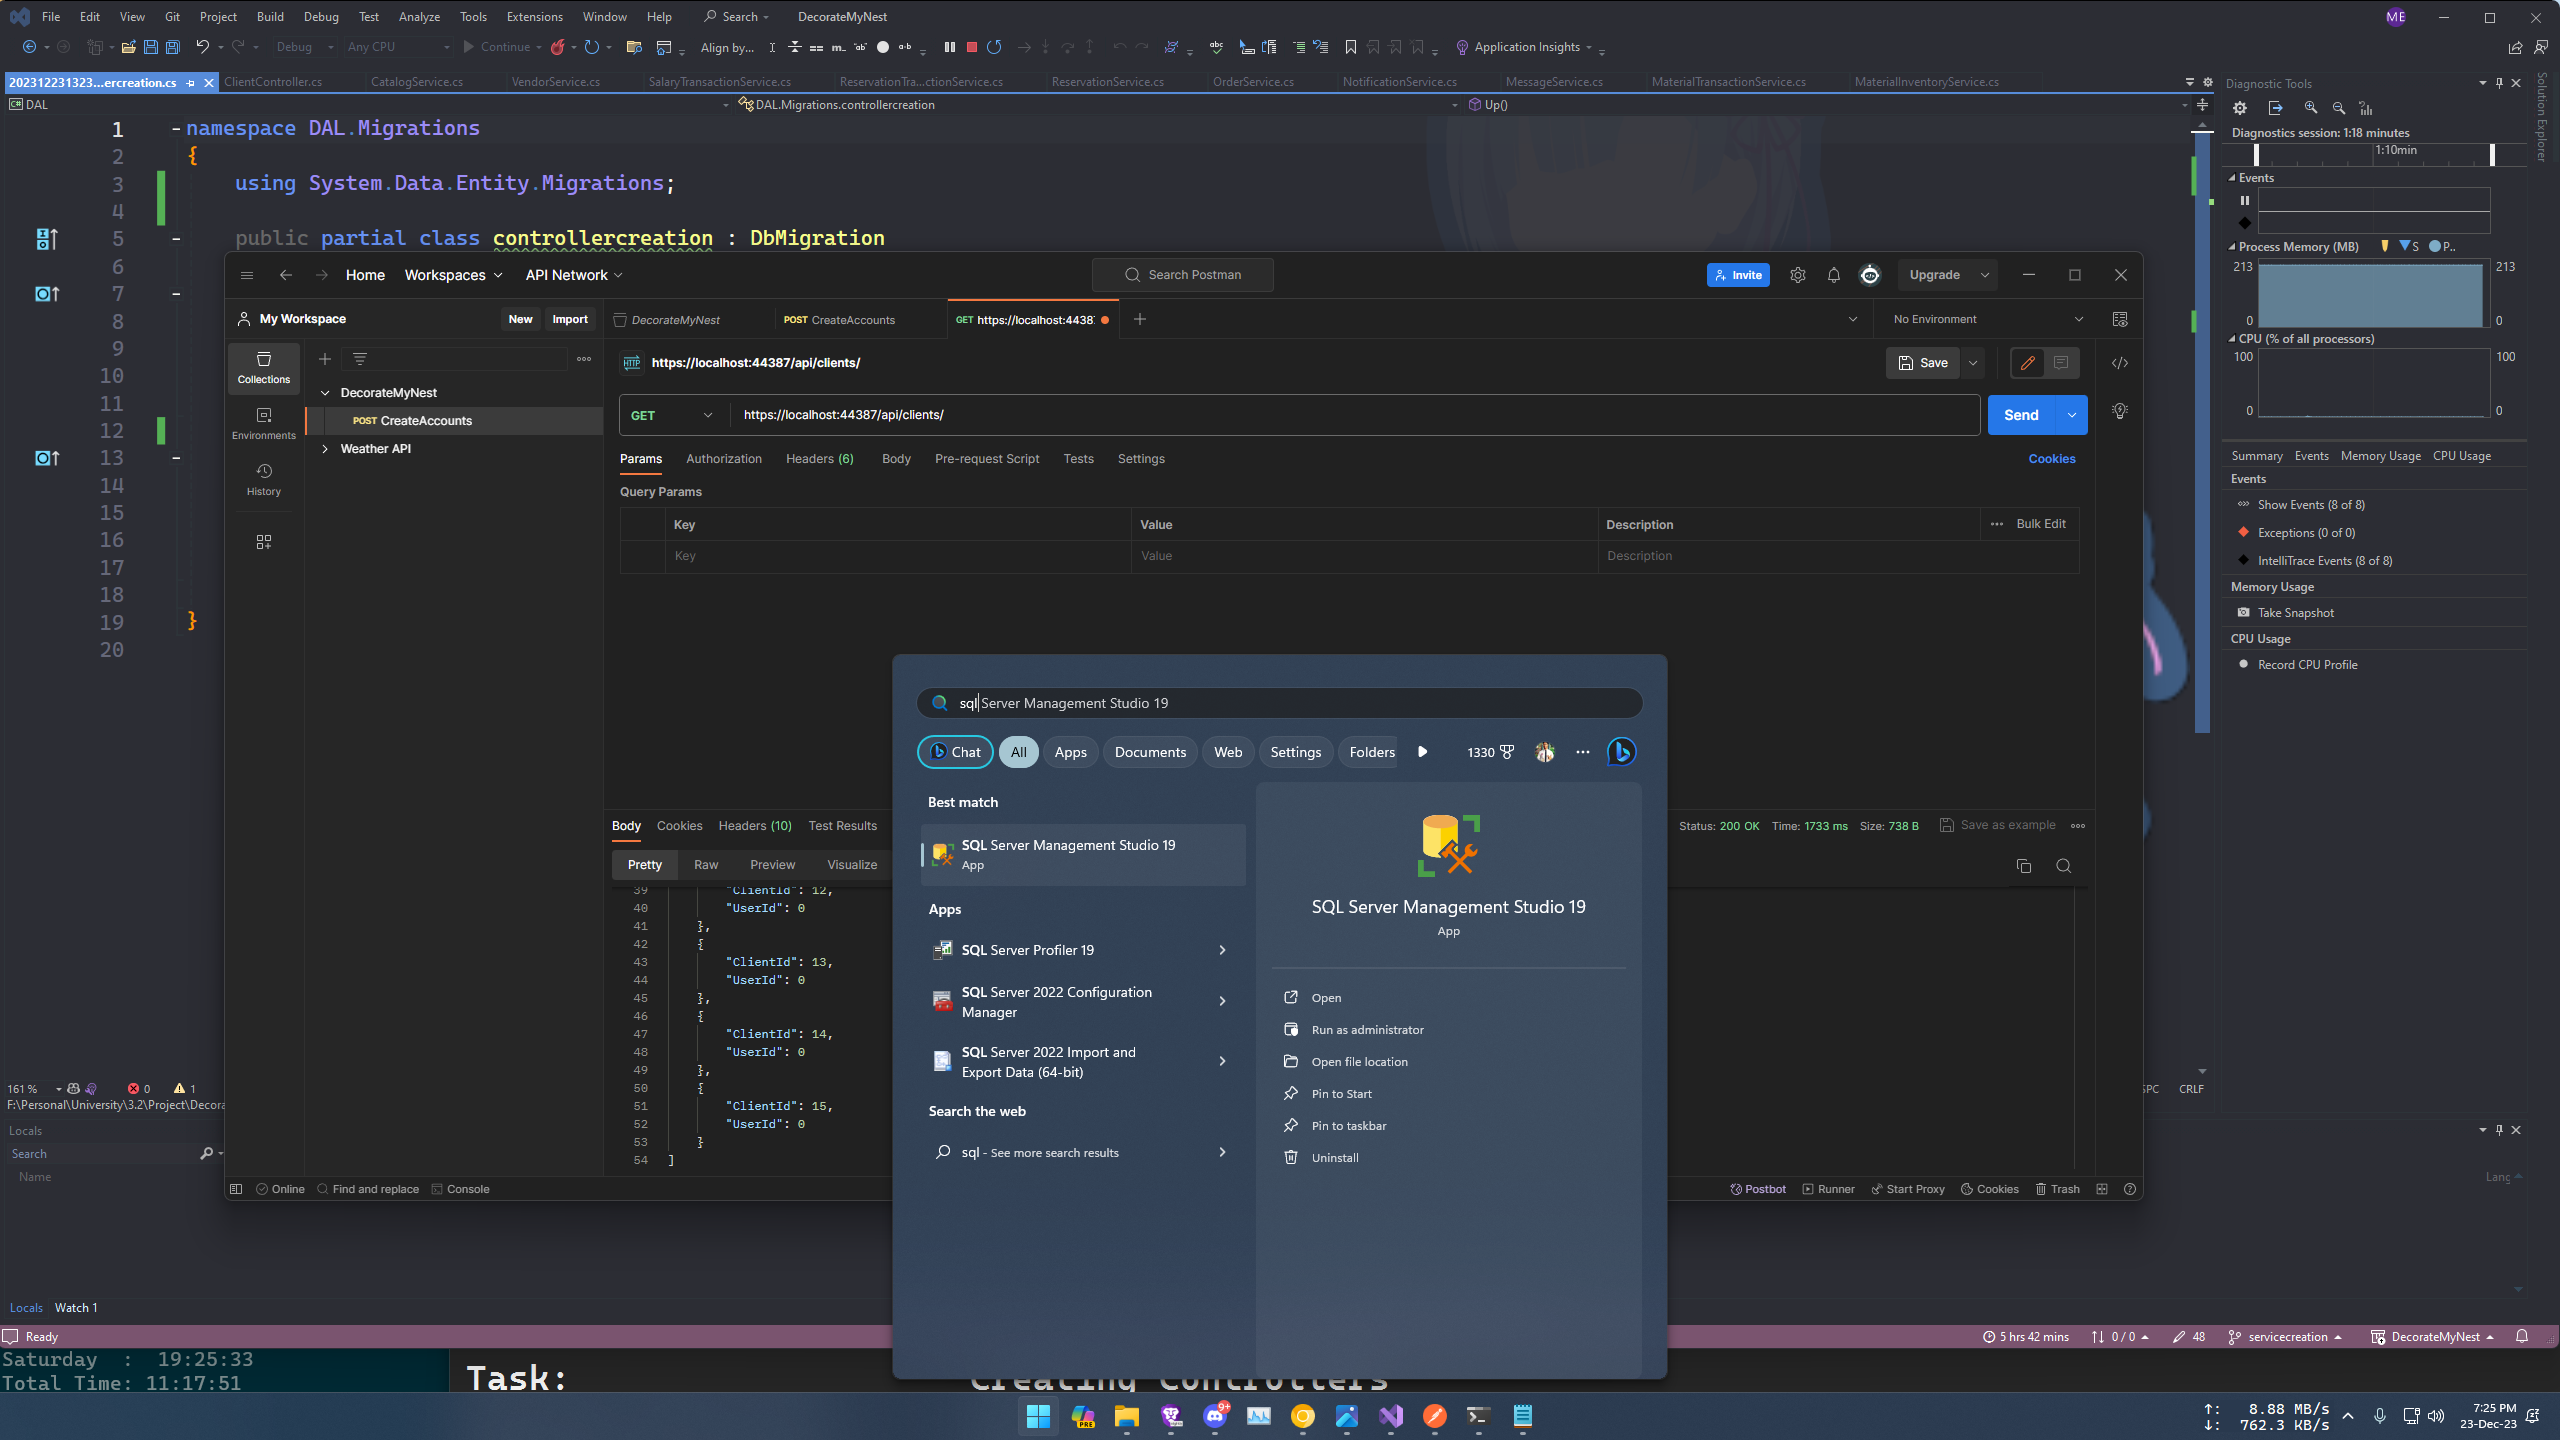 File Edit View Git Project Build Debug Test Analyze Tools Extensions Window Help Search DecorateMyNest ME
Debug Any CPU Continue Align by... Application Insights
202312231323...ercreation.cs ClientController.cs CatalogService.cs VendorService.cs SalaryTransactionService.cs ReservationTra...ctionService.cs ReservationService.cs OrderService.cs NotificationService.cs MessageService.cs MaterialTransactionService.cs MaterialInventoryService.cs
DAL DAL.Migrations.controllercreation Up()
1 namespace DAL.Migrations
2 {
3 using System.Data.Entity.Migrations;
4
5 public partial class controllercreation : DbMigration
6
7
8
9
10
11
12
13
14
15
16
17
18
19 }
20
Diagnostic Tools
Diagnostics session: 1:18 minutes
1:10min
Events
Process Memory (MB) S P..
213 213
0 0
CPU (% of all processors)
100 100
0 0
Summary Events Memory Usage CPU Usage
Events
Show Events (8 of 8)
Exceptions (0 of 0)
IntelliTrace Events (8 of 8)
Memory Usage
Take Snapshot
CPU Usage
Record CPU Profile
Solution Explorer
Home Workspaces API Network Search Postman Invite Upgrade
My Workspace New Import
DecorateMyNest POST CreateAccounts GET https://localhost:4438 No Environment
Collections
Environments
History
DecorateMyNest
POST CreateAccounts
Weather API
HTTP https://localhost:44387/api/clients/ Save
GET https://localhost:44387/api/clients/ Send
Params Authorization Headers (6) Body Pre-request Script Tests Settings Cookies
Query Params
Key Value Description Bulk Edit
Key Value Description
Body Cookies Headers (10) Test Results Status: 200 OK Time: 1733 ms Size: 738 B Save as example
Pretty Raw Preview Visualize
39 "ClientId": 12,
40 "UserId": 0
41 },
42 {
43 "ClientId": 13,
44 "UserId": 0
45 },
46 {
47 "ClientId": 14,
48 "UserId": 0
49 },
50 {
51 "ClientId": 15,
52 "UserId": 0
53 }
54 ]
Online Find and replace Console Postbot Runner Start Proxy Cookies Trash
sql Server Management Studio 19
Chat All Apps Documents Web Settings Folders 1330
Best match
SQL Server Management Studio 19
App
Apps
SQL Server Profiler 19
SQL Server 2022 Configuration
Manager
SQL Server 2022 Import and
Export Data (64-bit)
Search the web
sql - See more search results
SQL Server Management Studio 19
App
Open
Run as administrator
Open file location
Pin to Start
Pin to taskbar
Uninstall
161 % 0 1 SPC CRLF
F:\Personal\University\3.2\Project\Decora
Locals
Search
Name Lang
Locals Watch 1
Ready 5 hrs 42 mins 0 / 0 48 servicecreation DecorateMyNest
Saturday : 19:25:33
Total Time: 11:17:51
Task: Creating Controllers
PRE 9+
↑: 8.88 MB/s
↓: 762.3 KB/s
7:25 PM
23-Dec-23